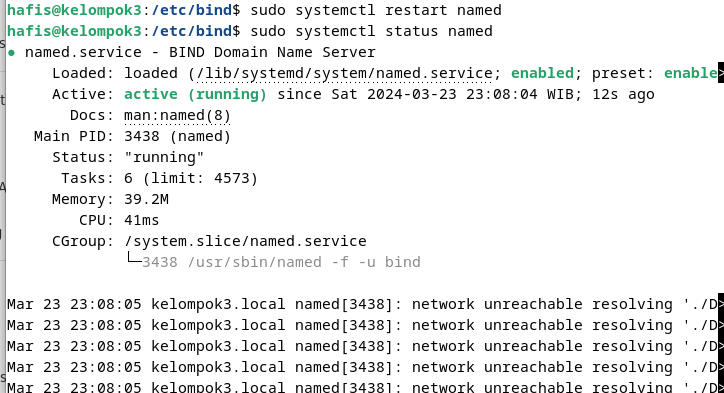 hafis@kelompok3:/etc/bind$ sudo systemctl restart named
hafis@kelompok3:/etc/bind$ sudo systemctl status named
● named.service - BIND Domain Name Server
     Loaded: loaded (/lib/systemd/system/named.service; enabled; preset: enable>
     Active: active (running) since Sat 2024-03-23 23:08:04 WIB; 12s ago
       Docs: man:named(8)
   Main PID: 3438 (named)
     Status: "running"
      Tasks: 6 (limit: 4573)
     Memory: 39.2M
        CPU: 41ms
     CGroup: /system.slice/named.service
             └─3438 /usr/sbin/named -f -u bind
Mar 23 23:08:05 kelompok3.local named[3438]: network unreachable resolving './D>
Mar 23 23:08:05 kelompok3.local named[3438]: network unreachable resolving './D>
Mar 23 23:08:05 kelompok3.local named[3438]: network unreachable resolving './D>
Mar 23 23:08:05 kelompok3.local named[3438]: network unreachable resolving './D>
Mar 23 23:08:05 kelompok3.local named[3438]: network unreachable resolving './D>